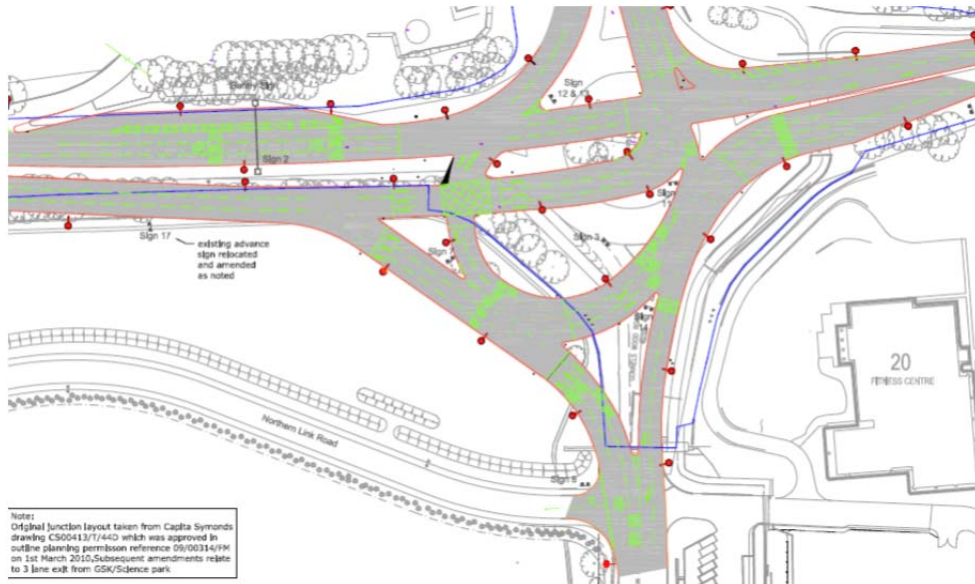 Sign
12 & 13
Sign 2
Sign 3
Sign 17
existing advance
sign relocated
and amended
as noted
Sign
14
20
FITNESS CENTRE
Northern Link Road
Note:
Original junction layout taken from Capita Symonds
drawing CS00413/T/44D which was approved in
outline planning permisson reference 09/00314/FM
on 1st March 2010,Subsequent amendments relate
to 3 lane exit from GSK/Science park